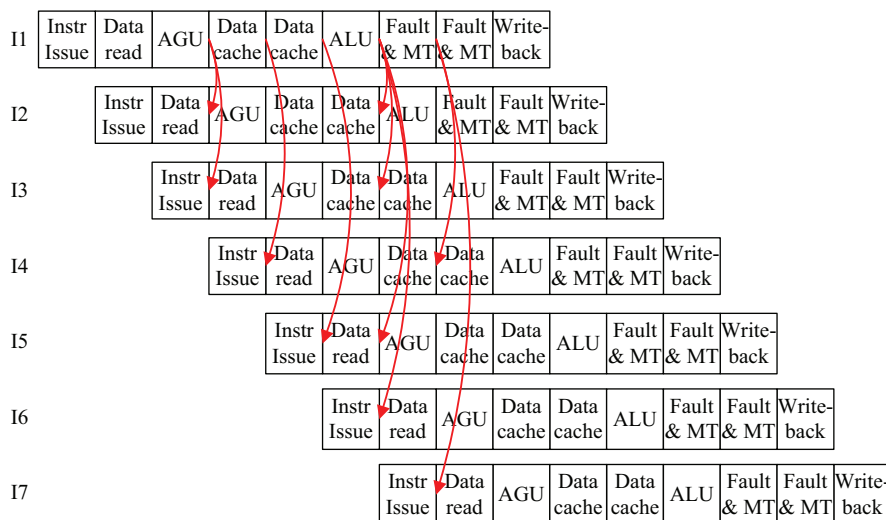 Instr Data AGU Data Data ALU Fault Fault Write-
I1 Issue read cache cache & MT & MT back
Instr Data AGU Data Data ALU Fault Fault Write-
I2 Issue read cache cache & MT & MT back
Instr Data AGU Data Data ALU Fault Fault Write-
I3 Issue read cache cache & MT & MT back
Instr Data AGU Data Data ALU Fault Fault Write-
I4 Issue read cache cache & MT & MT back
Instr Data AGU Data Data ALU Fault Fault Write-
I5 Issue read cache cache & MT & MT back
Instr Data AGU Data Data ALU Fault Fault Write-
I6 Issue read cache cache & MT & MT back
Instr Data AGU Data Data ALU Fault Fault Write-
I7 Issue read cache cache & MT & MT back